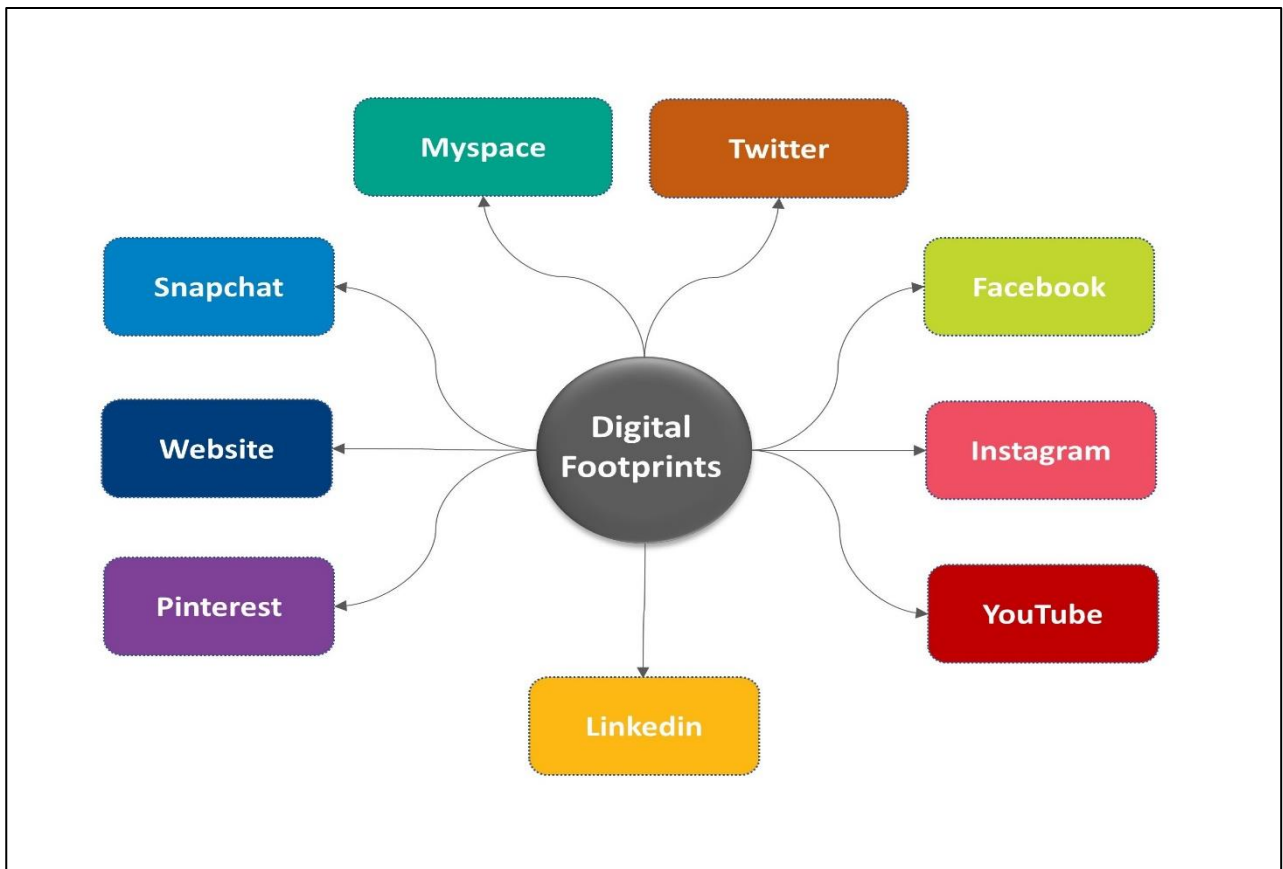 Myspace
Twitter
Snapchat
Facebook
Digital
Footprints
Website
Instagram
Pinterest
YouTube
Linkedin